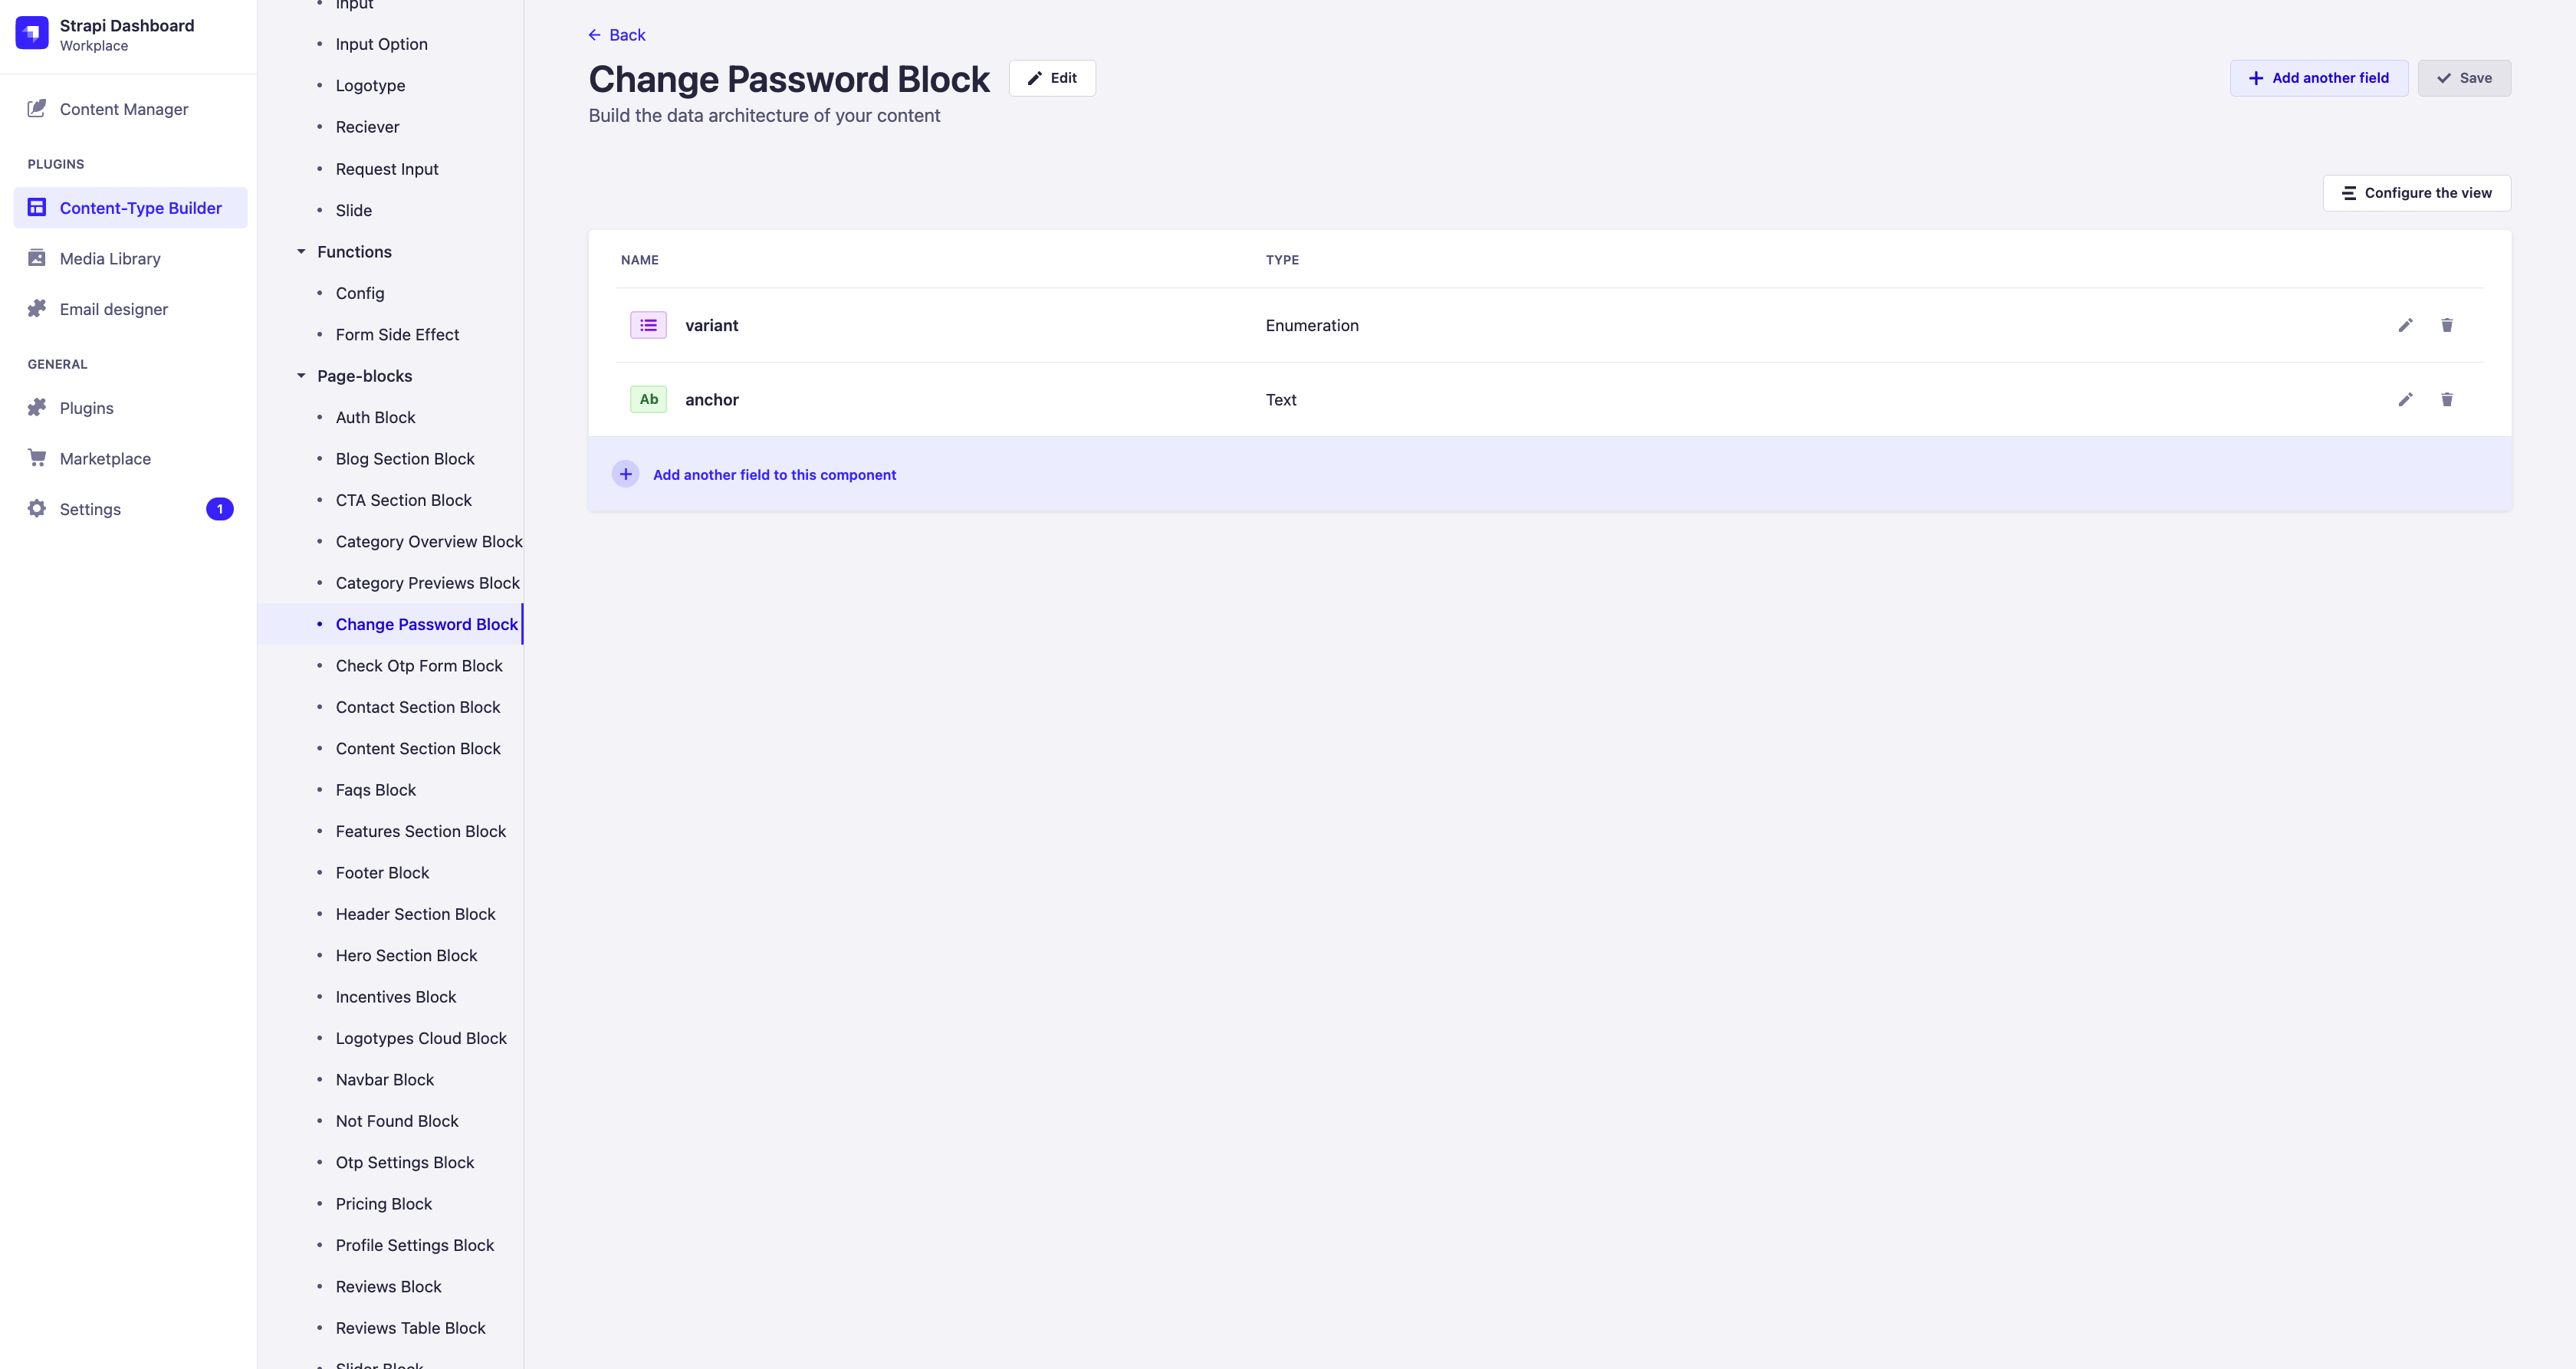 Strapi Dashboard
Workplace
Content Manager
PLUGINS
Content-Type Builder
Media Library
Email designer
GENERAL
Plugins
Marketplace
Settings
1
Input
Input Option
Logotype
Reciever
Request Input
Slide
Functions
Config
Form Side Effect
Page-blocks
Auth Block
Blog Section Block
CTA Section Block
Category Overview Block
Category Previews Block
Change Password Block
Check Otp Form Block
Contact Section Block
Content Section Block
Faqs Block
Features Section Block
Footer Block
Header Section Block
Hero Section Block
Incentives Block
Logotypes Cloud Block
Navbar Block
Not Found Block
Otp Settings Block
Pricing Block
Profile Settings Block
Reviews Block
Reviews Table Block
Slider Block
Back
Change Password Block
Edit
Add another field
Save
Build the data architecture of your content
Configure the view
NAME TYPE
variant Enumeration
Ab anchor Text
Add another field to this component